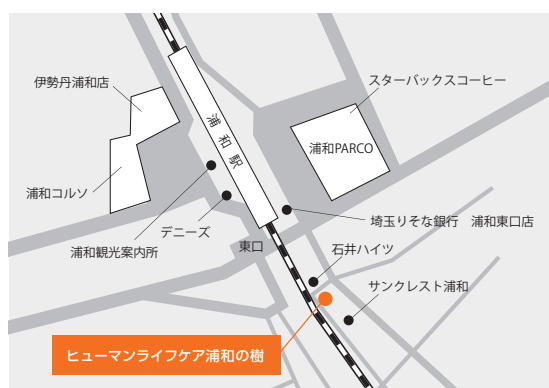 伊勢丹浦和店
スターバックスコーヒー
浦和駅
浦和PARCO
浦和コルソ
埼玉りそな銀行　浦和東口店
デニーズ
浦和観光案内所
東口
石井ハイツ
サンクレスト浦和
ヒューマンライフケア浦和の樹